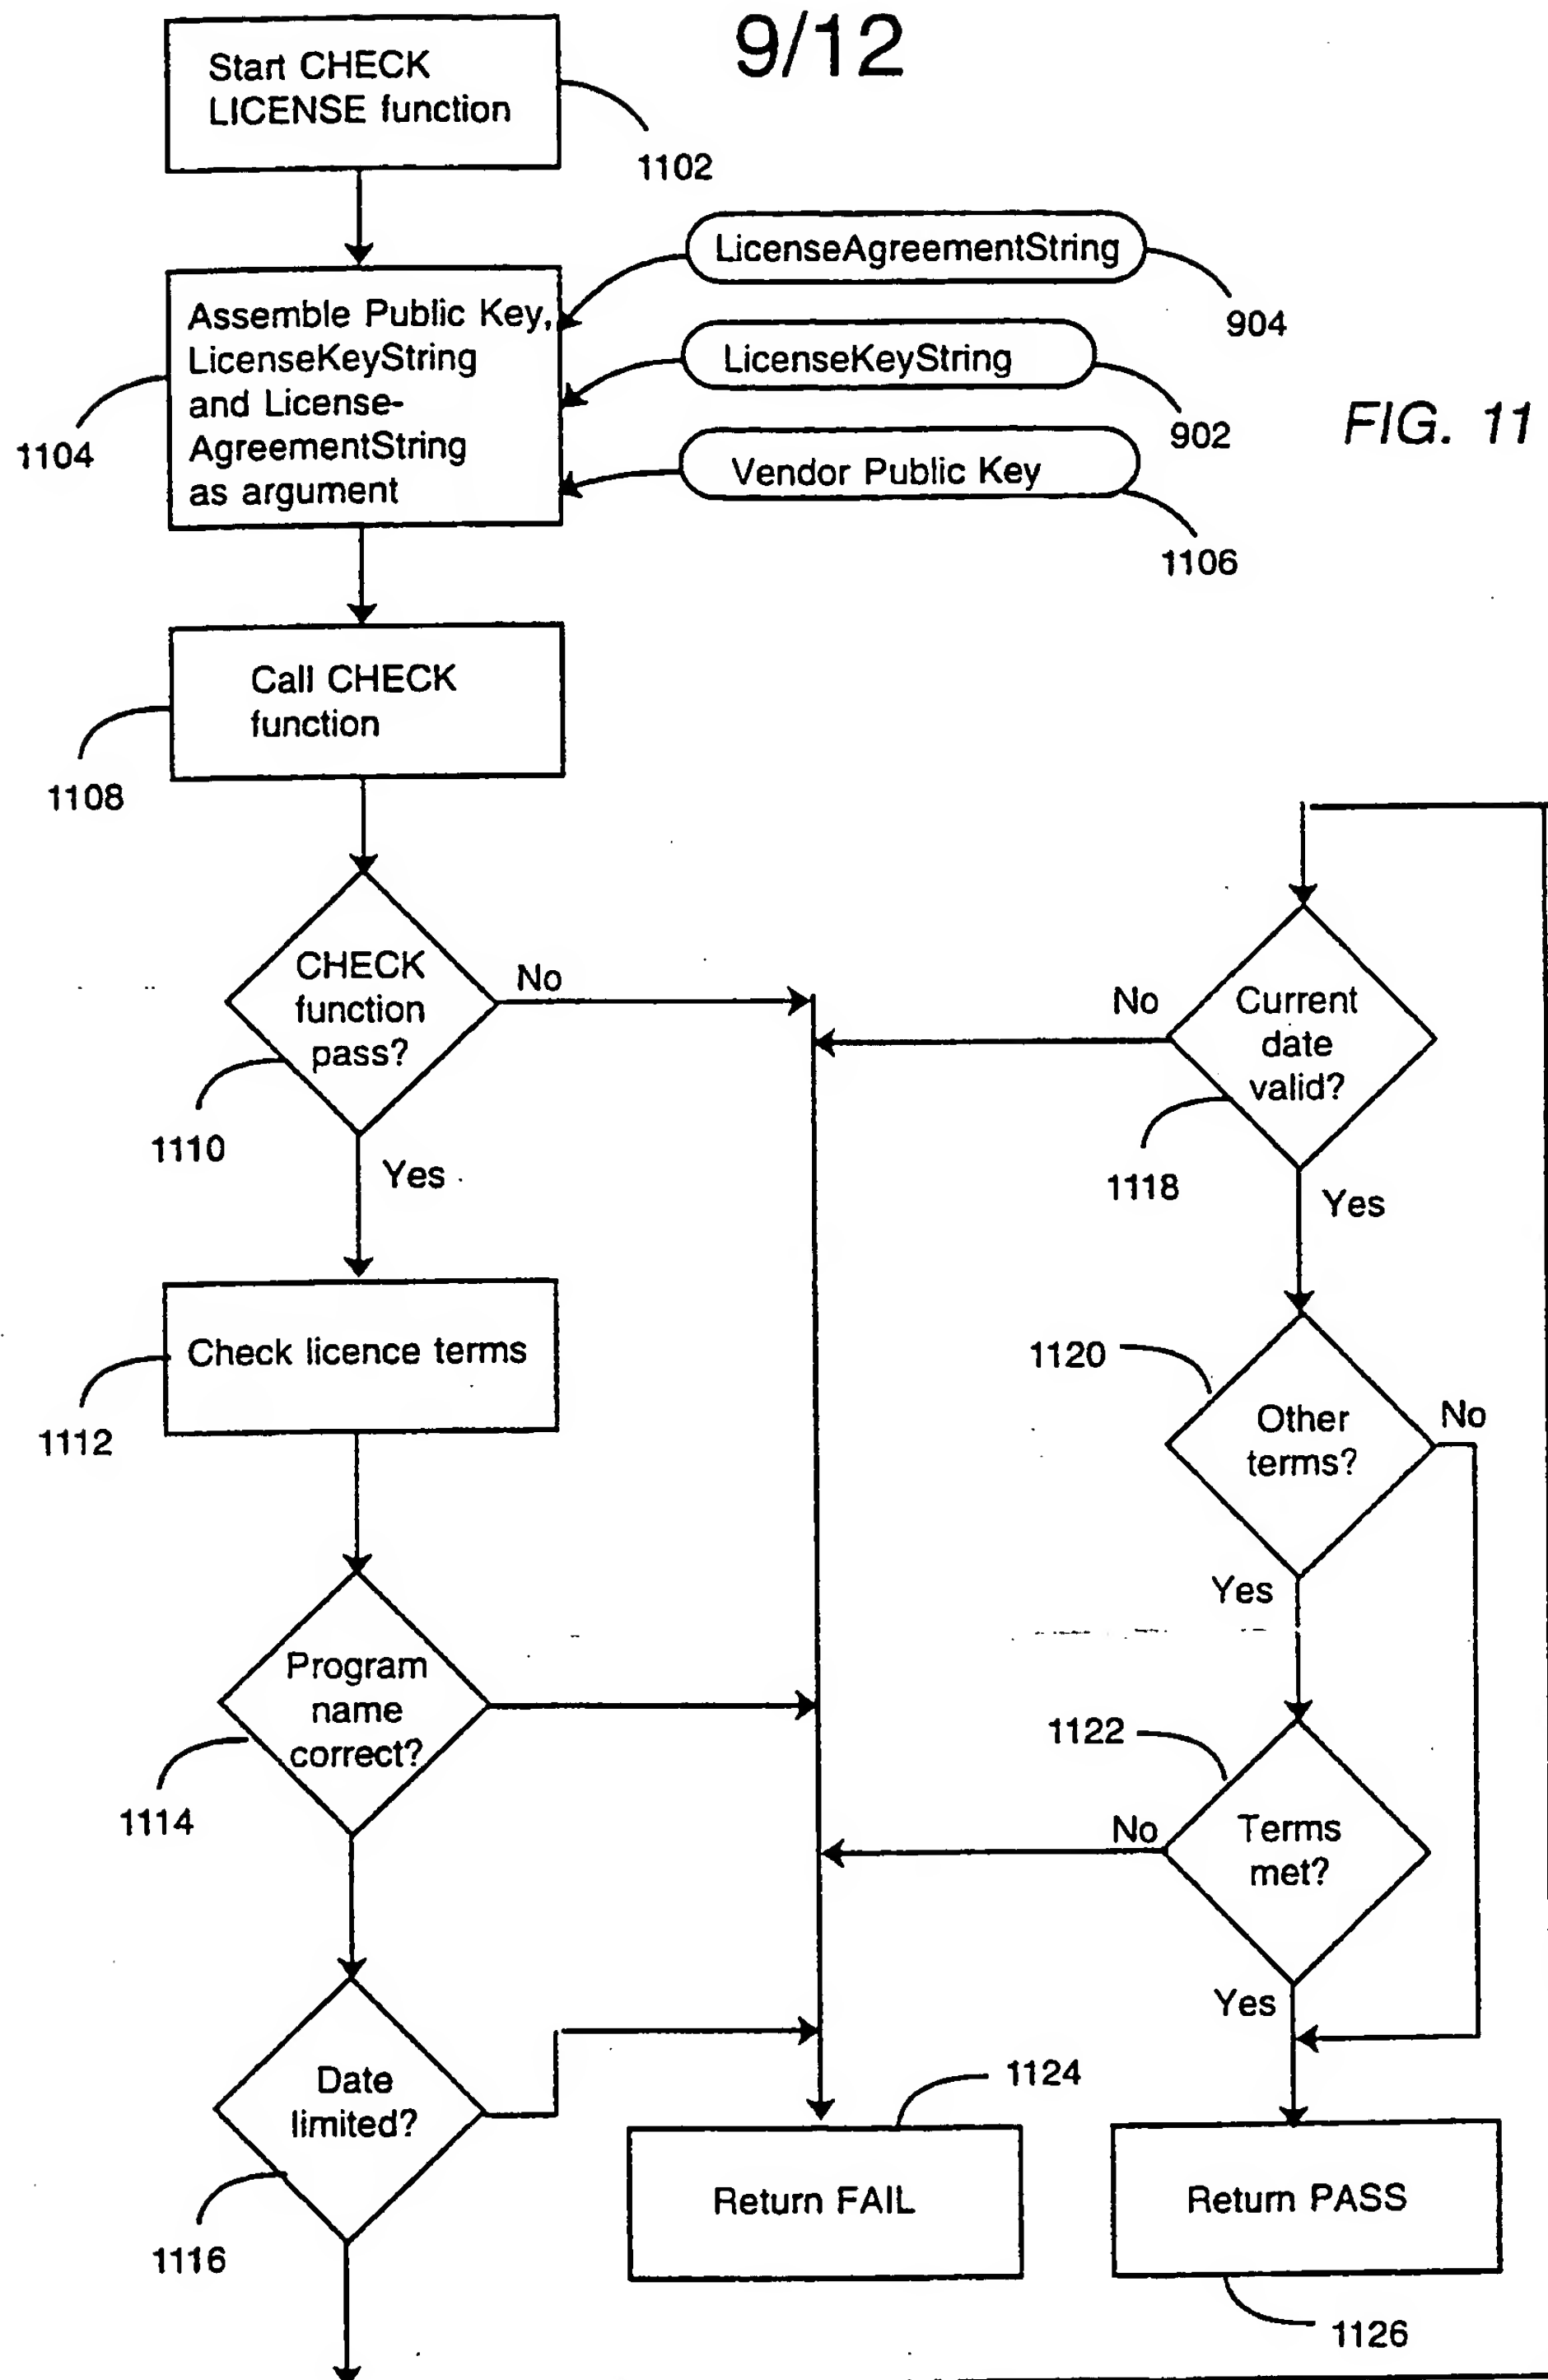 9/12
Start CHECK
LICENSE function
1102
LicenseAgreementString
904
Assemble Public Key,
LicenseKeyString
and License-
AgreementString
as argument
1104
LicenseKeyString
902
FIG. 11
Vendor Public Key
1106
Call CHECK
function
1108
CHECK
function
pass?
No
1110
Yes
No
Current
date
valid?
1118
Yes
Check licence terms
1112
1120
Other
terms?
No
Yes
Program
name
correct?
1114
1122
No
Terms
met?
Yes
Date
limited?
1116
1124
Return FAIL
Return PASS
1126